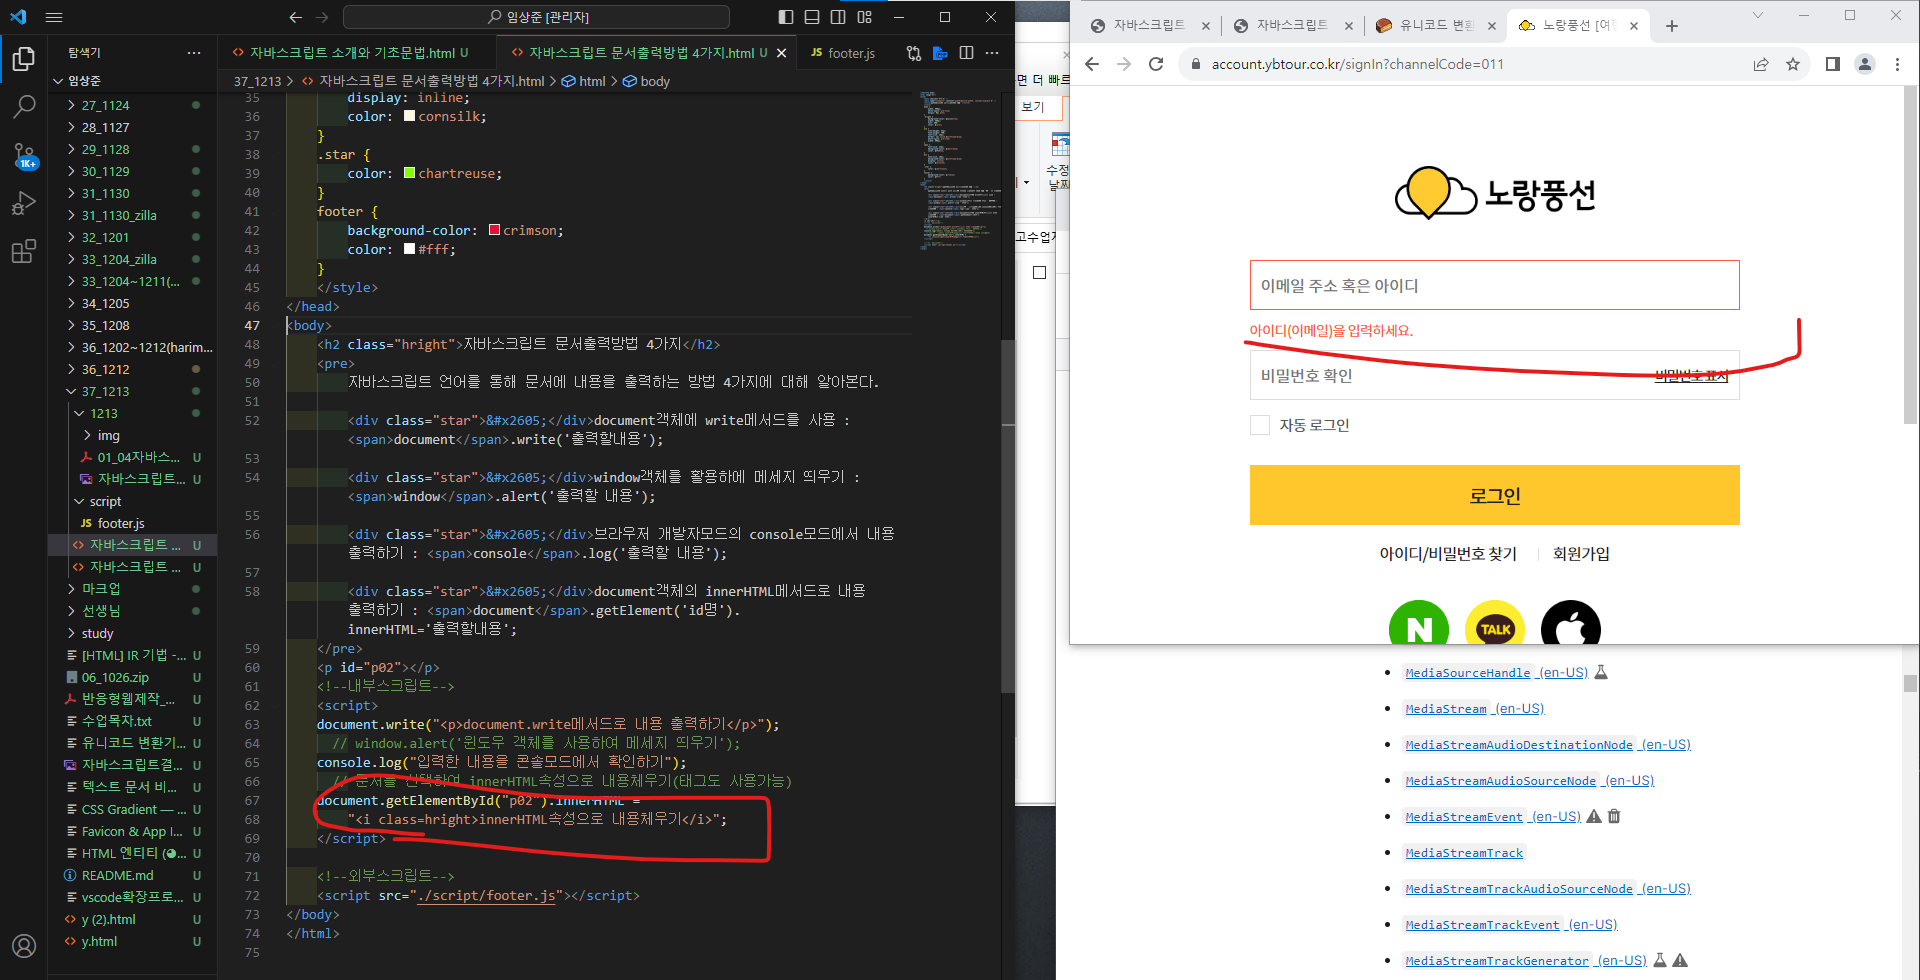 임상준 [관리자]
탐색기
임상준
27_1124
28_1127
29_1128
30_1129
31_1130
31_1130_zilla
32_1201
33_1204_zilla
33_1204~1211(...
34_1205
35_1208
36_1202~1212(harim...
36_1212
37_1213
1213
img
01_04자바스... U
자바스크립트... U
script
JS footer.js
자바스크립트 ... U
자바스크립트 ... U
마크업
선생님
study
[HTML] IR 기법 -... U
06_1026.zip U
반응형웹제작_... U
수업목차.txt U
유니코드 변환기... U
자바스크립트결... U
텍스트 문서 비... U
CSS Gradient —... U
Favicon & App I... U
HTML 엔티티 (... U
README.md U
vscode확장프로... U
y (2).html U
y.html U
1K+
자바스크립트 소개와 기초문법.html U
자바스크립트 문서출력방법 4가지.html U
JS footer.js
37_1213 > 자바스크립트 문서출력방법 4가지.html > html > body
35 display: inline;
36 color: cornsilk;
37 }
38 .star {
39 color: chartreuse;
40 }
41 footer {
42 background-color: crimson;
43 color: #fff;
44 }
45 </style>
46 </head>
47 <body>
48 <h2 class="hright">자바스크립트 문서출력방법 4가지</h2>
49 <pre>
50 자바스크립트 언어를 통해 문서에 내용을 출력하는 방법 4가지에 대해 알아본다.
51
52 <div class="star">&#x2605;</div>document객체에 write메서드를 사용 :
<span>document</span>.write('출력할내용');
53
54 <div class="star">&#x2605;</div>window객체를 활용하에 메세지 띄우기 :
<span>window</span>.alert('출력할 내용');
55
56 <div class="star">&#x2605;</div>브라우저 개발자모드의 console모드에서 내용
출력하기 : <span>console</span>.log('출력할 내용');
57
58 <div class="star">&#x2605;</div>document객체의 innerHTML메서드로 내용
출력하기 : <span>document</span>.getElement('id명').
innerHTML='출력할내용';
59 </pre>
60 <p id="p02"></p>
61 <!--내부스크립트-->
62 <script>
63 document.write("<p>document.write메서드로 내용 출력하기</p>");
64 // window.alert('윈도우 객체를 사용하여 메세지 띄우기');
65 console.log("입력한 내용을 콘솔모드에서 확인하기");
66 // 문서를 선택하여 innerHTML속성으로 내용채우기(태그도 사용가능)
67 document.getElementById("p02").innerHTML =
68 "<i class=hright>innerHTML속성으로 내용채우기</i>";
69 </script>
70
71 <!--외부스크립트-->
72 <script src="./script/footer.js"></script>
73 </body>
74 </html>
75
면 더 빠르
보기
수정
날짜
고수업자
자바스크립트
자바스크립트
유니코드 변환
노랑풍선 [여행
account.ybtour.co.kr/signIn?channelCode=011
노랑풍선
이메일 주소 혹은 아이디
아이디(이메일)을 입력하세요.
비밀번호 확인
비밀번호 표시
자동 로그인
로그인
아이디/비밀번호 찾기
회원가입
N
TALK
MediaSourceHandle (en-US)
MediaStream (en-US)
MediaStreamAudioDestinationNode (en-US)
MediaStreamAudioSourceNode (en-US)
MediaStreamEvent (en-US)
MediaStreamTrack
MediaStreamTrackAudioSourceNode (en-US)
MediaStreamTrackEvent (en-US)
MediaStreamTrackGenerator (en-US)